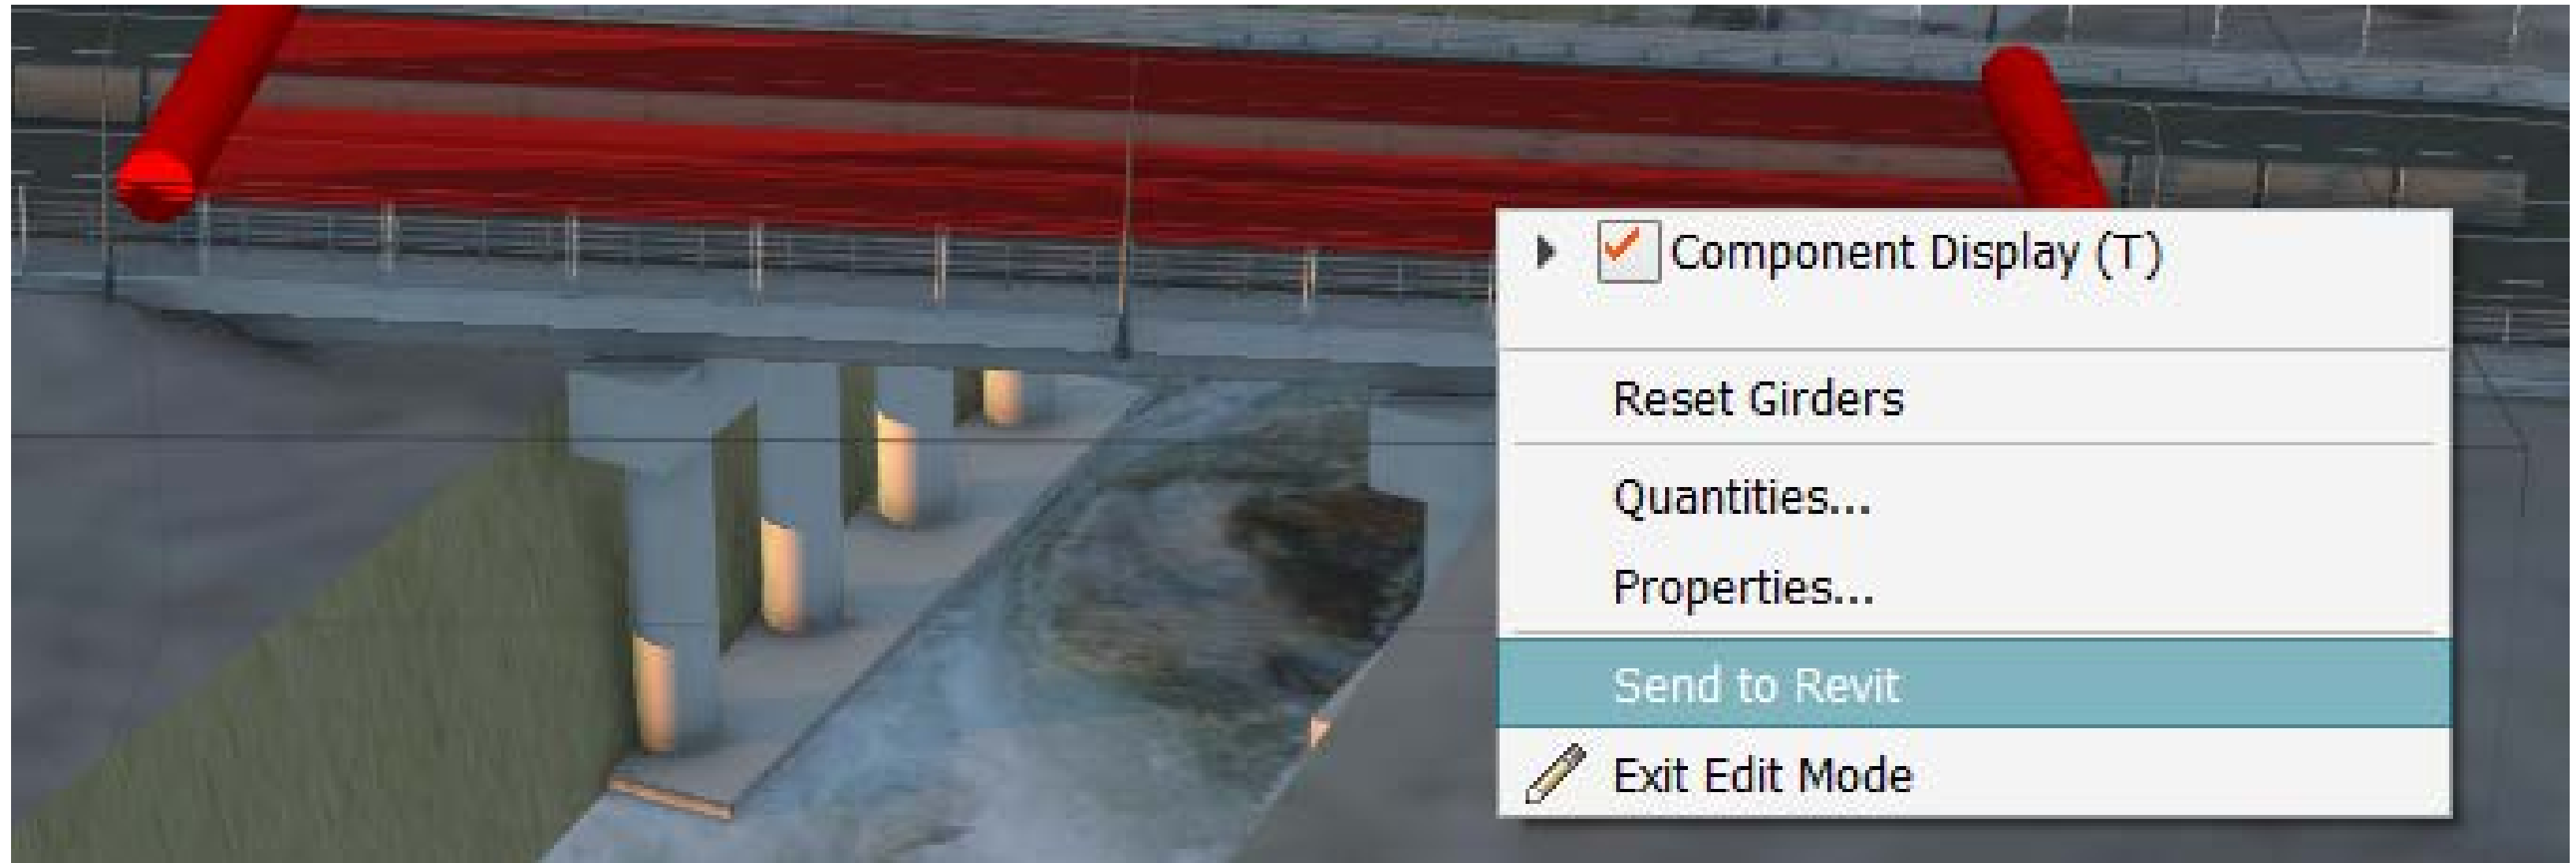 Component Display (T)
Reset Girders
Quantities...
Properties...
Send to Revit
Exit Edit Mode